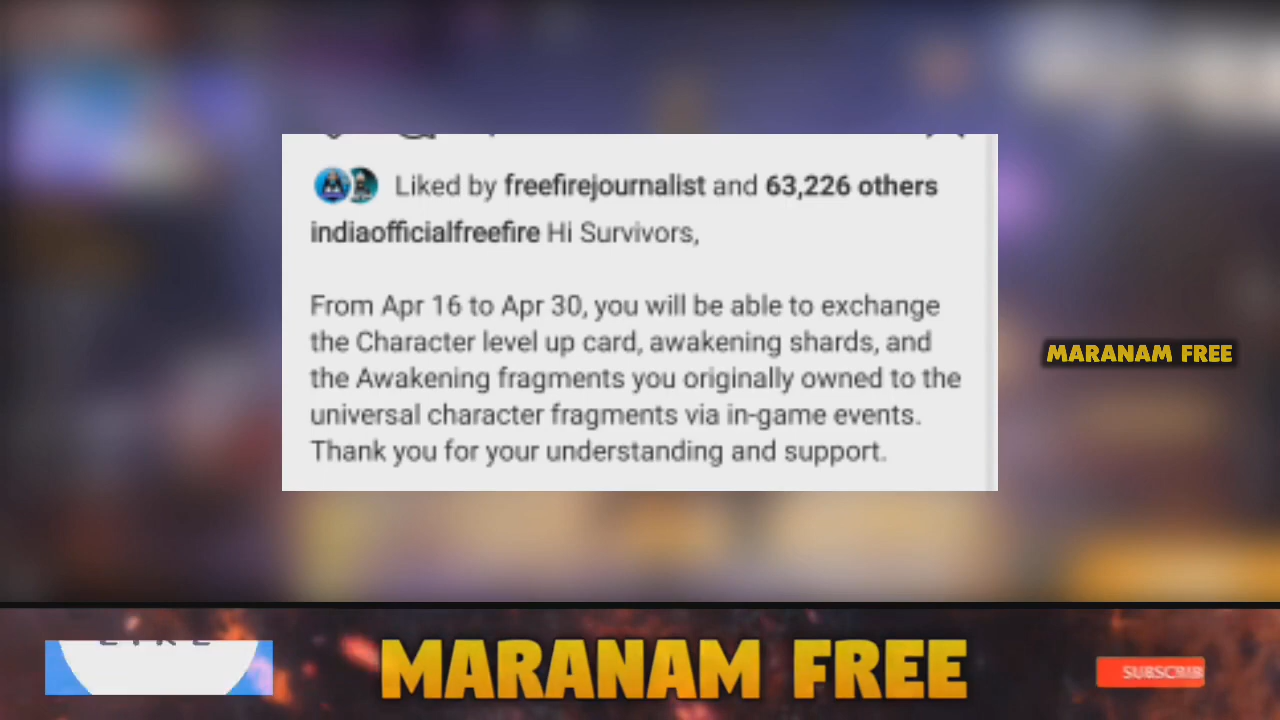 Liked by freefirejournalist and 63,226 others
indiaofficialfreefire Hi Survivors,
From Apr 16 to Apr 30, you will be able to exchange
the Character level up card, awakening shards, and
the Awakening fragments you originally owned to the
universal character fragments via in-game events.
Thank you for your understanding and support.
MARANAM FREE
MARANAM FREE